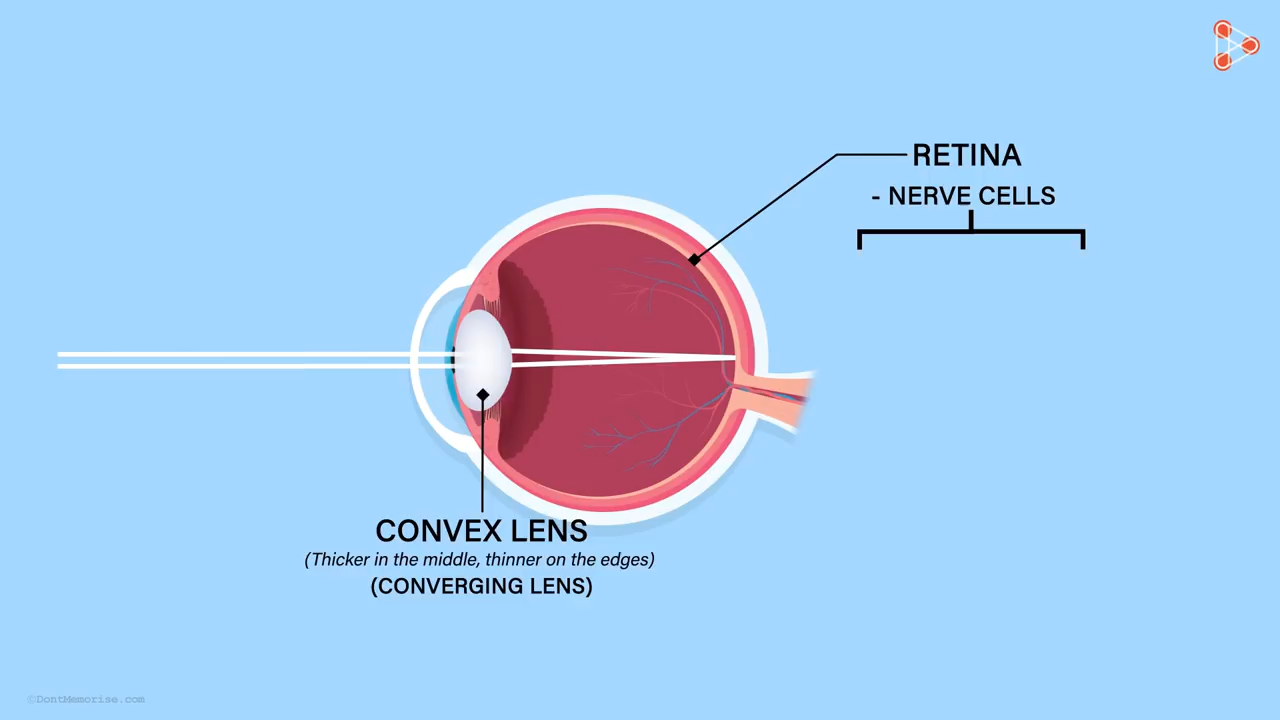 RETINA
- NERVE CELLS
CONVEX LENS
(Thicker in the middle, thinner on the edges)
(CONVERGING LENS)
©DontMemorise.com